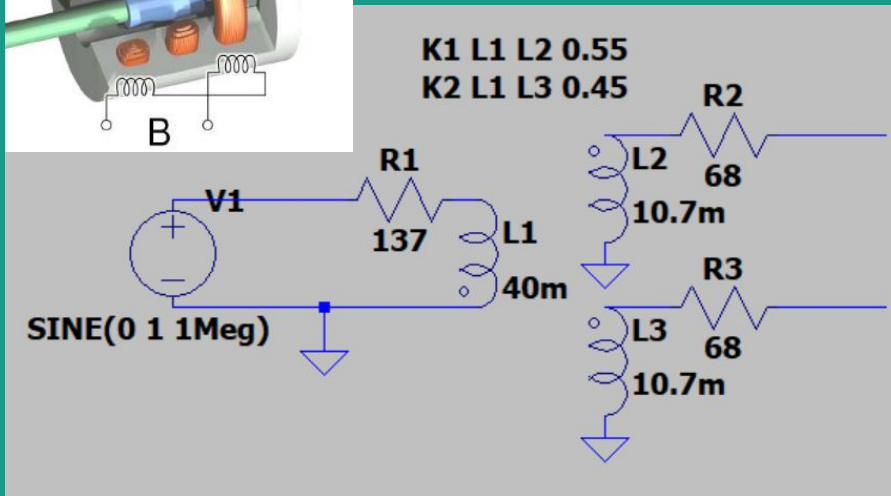 B
K1 L1 L2 0.55
K2 L1 L3 0.45
R2
L2
68
10.7m
R1
V1
137
L1
40m
SINE(0 1 1Meg)
R3
L3
68
10.7m